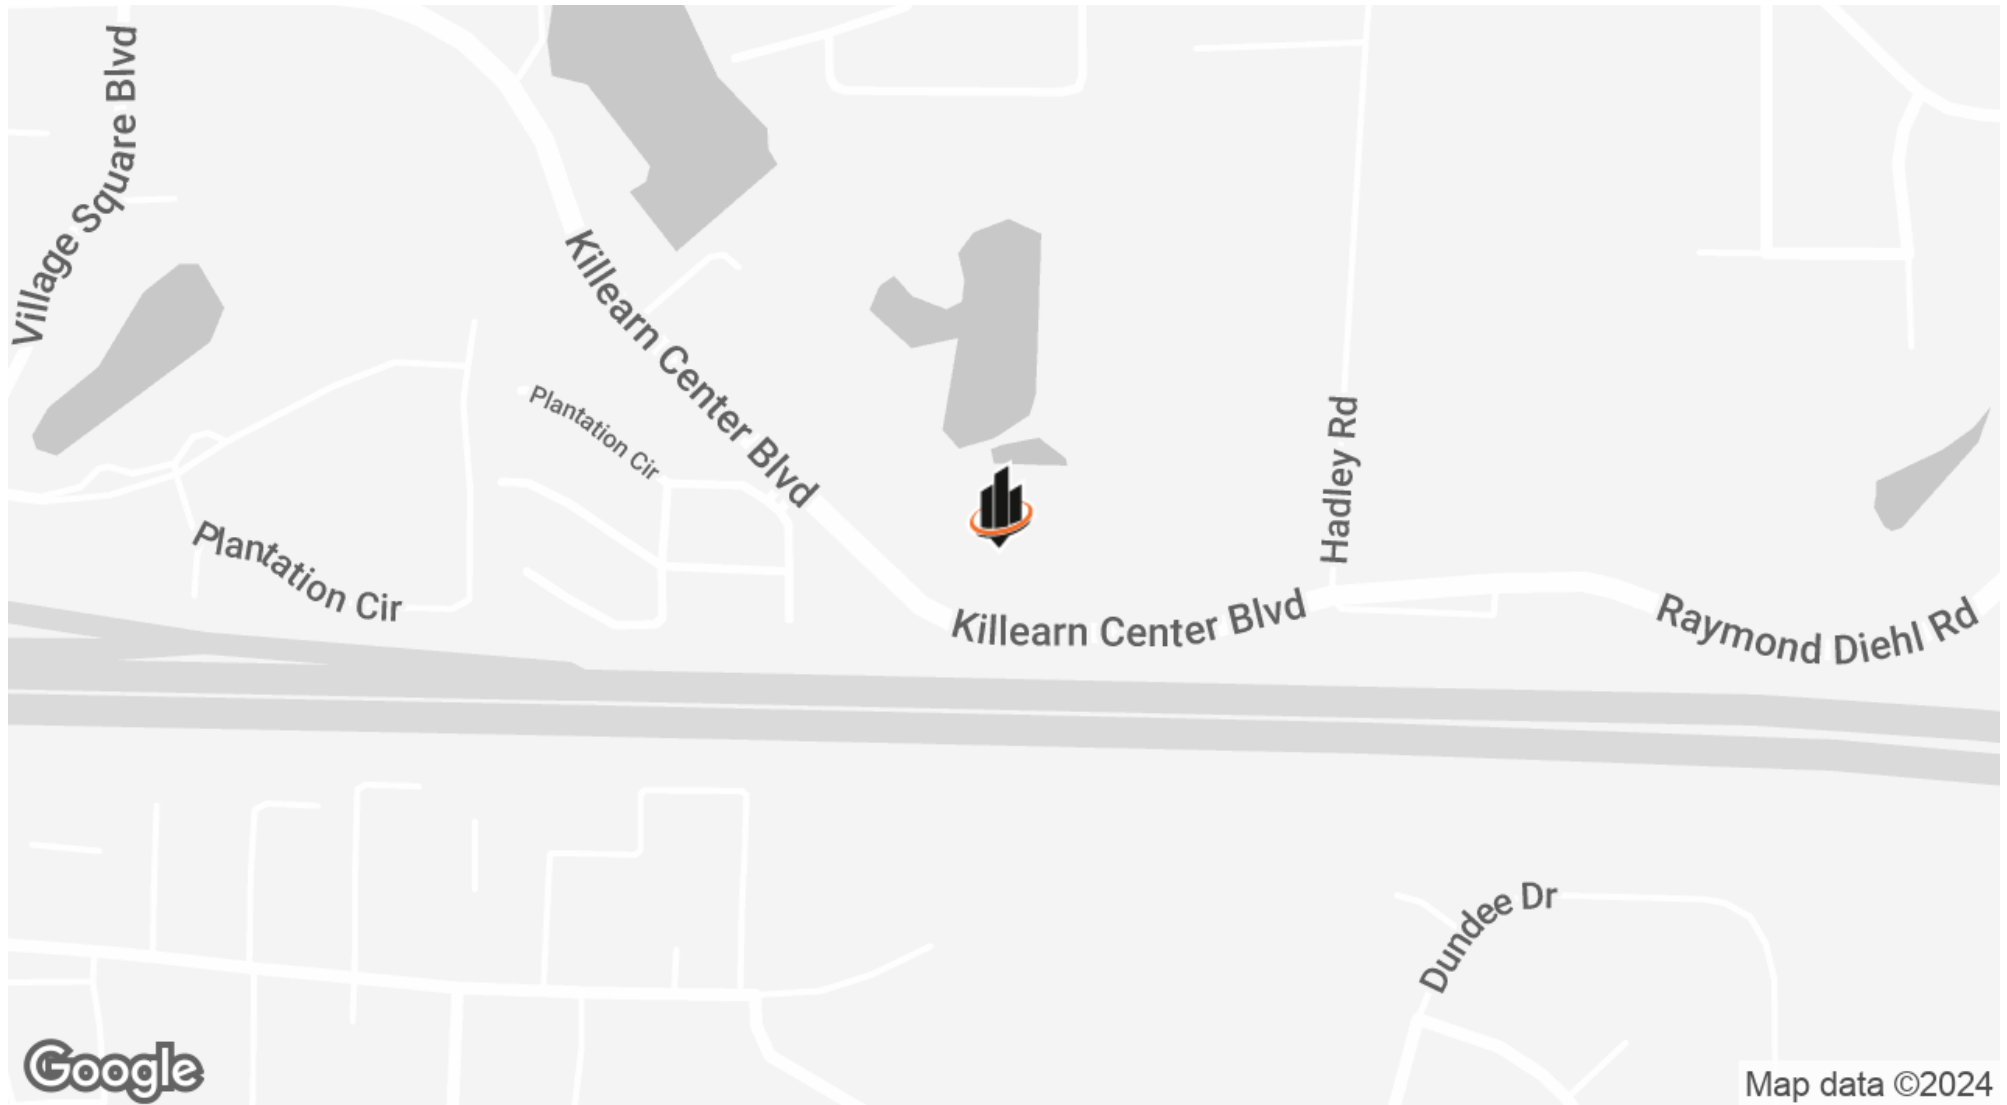 Village Square Blvd
Killearn Center Blvd
Plantation Cir
Hadley Rd
Plantation Cir
Killearn Center Blvd
Raymond Diehl Rd
Dundee Dr
Google
Map data ©2024